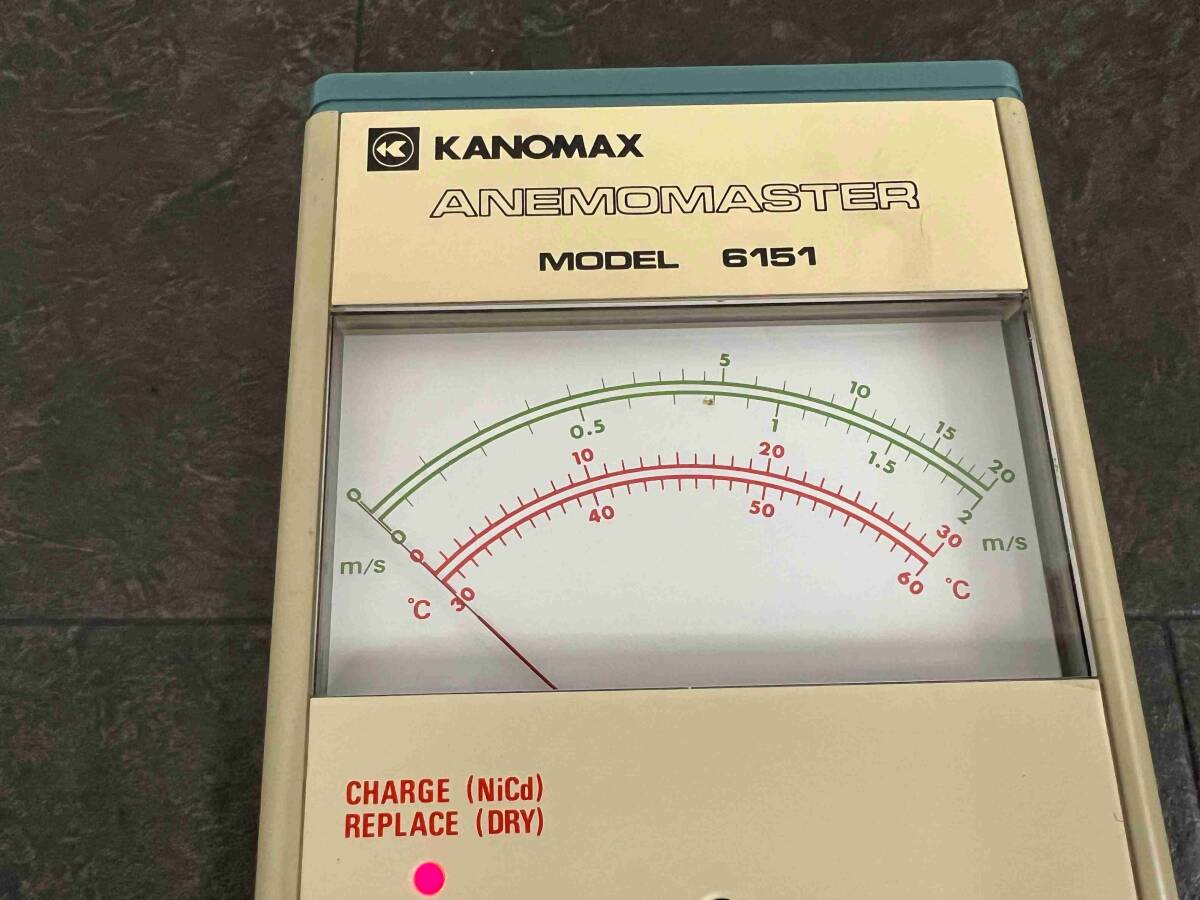 KANOMAX
ANEMOMASTER
MODEL 6151
0 5 10 15 20
0 0.5 1 1.5 2
m/s m/s
0 10 20 30
30 40 50 60
°C °C
CHARGE (NiCd)
REPLACE (DRY)